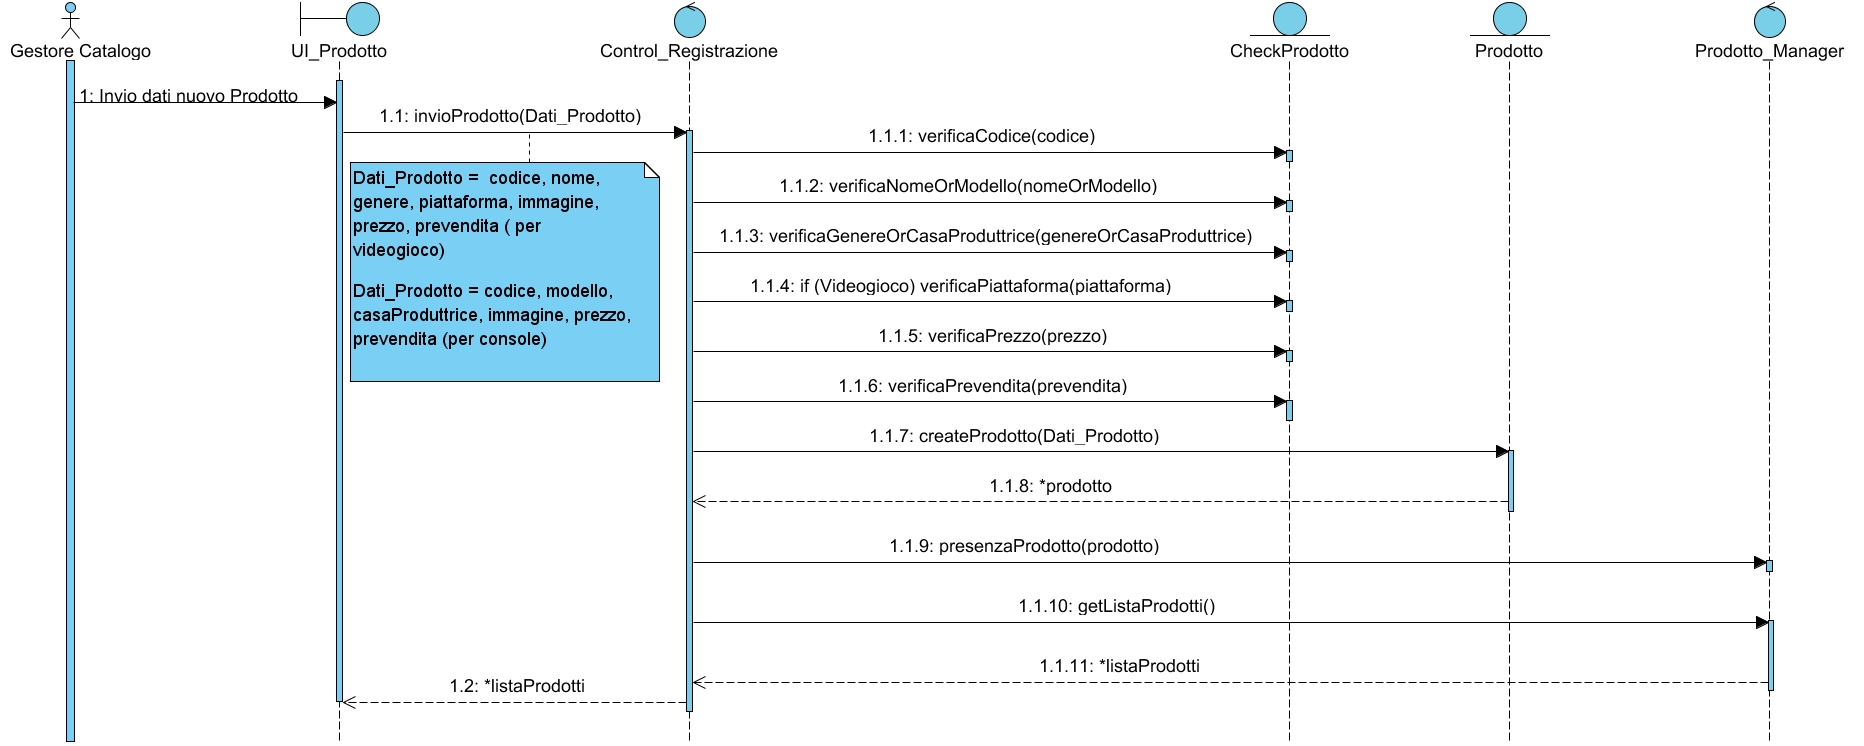 Gestore Catalogo
UI_Prodotto
Control_Registrazione
CheckProdotto
Prodotto
Prodotto_Manager
1: Invio dati nuovo Prodotto
1.1: invioProdotto(Dati_Prodotto)
Dati_Prodotto = codice, nome,
genere, piattaforma, immagine,
prezzo, prevendita ( per
videogioco)
Dati_Prodotto = codice, modello,
casaProduttrice, immagine, prezzo,
prevendita (per console)
1.1.1: verificaCodice(codice)
1.1.2: verificaNomeOrModello(nomeOrModello)
1.1.3: verificaGenereOrCasaProduttrice(genereOrCasaProduttrice)
1.1.4: if (Videogioco) verificaPiattaforma(piattaforma)
1.1.5: verificaPrezzo(prezzo)
1.1.6: verificaPrevendita(prevendita)
1.1.7: createProdotto(Dati_Prodotto)
1.1.8: *prodotto
1.1.9: presenzaProdotto(prodotto)
1.1.10: getListaProdotti()
1.1.11: *listaProdotti
1.2: *listaProdotti